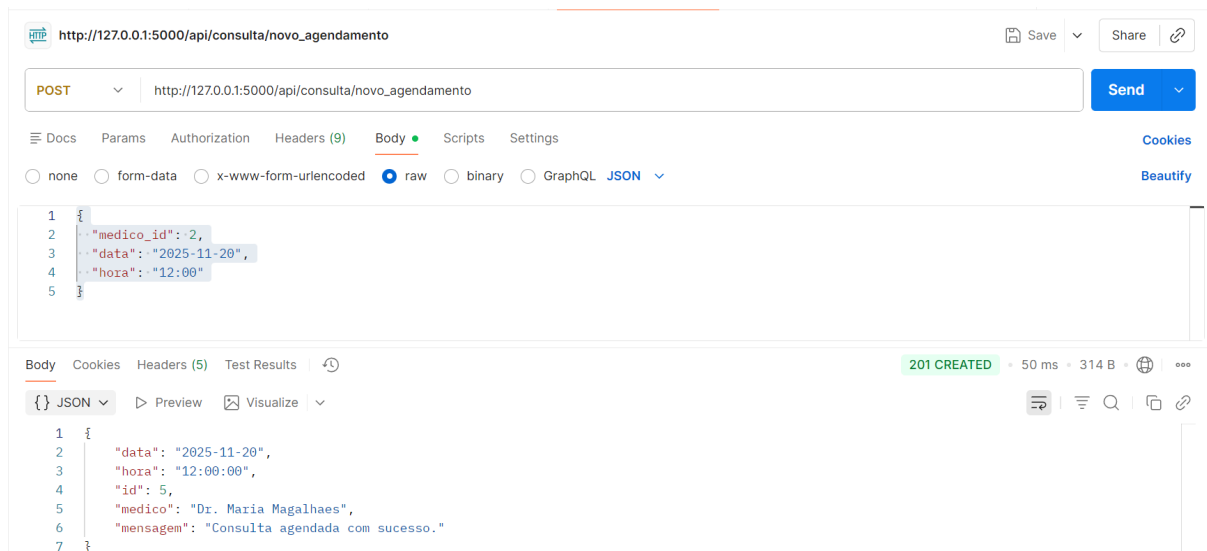 HTTP http://127.0.0.1:5000/api/consulta/novo_agendamento Save Share
POST http://127.0.0.1:5000/api/consulta/novo_agendamento Send
Docs Params Authorization Headers (9) Body Scripts Settings Cookies
none form-data x-www-form-urlencoded raw binary GraphQL JSON Beautify
1 {
2 "medico_id": 2,
3 "data": "2025-11-20",
4 "hora": "12:00"
5 }
Body Cookies Headers (5) Test Results 201 CREATED 50 ms 314 B
{} JSON Preview Visualize
1 {
2 "data": "2025-11-20",
3 "hora": "12:00:00",
4 "id": 5,
5 "medico": "Dr. Maria Magalhaes",
6 "mensagem": "Consulta agendada com sucesso."
7 }